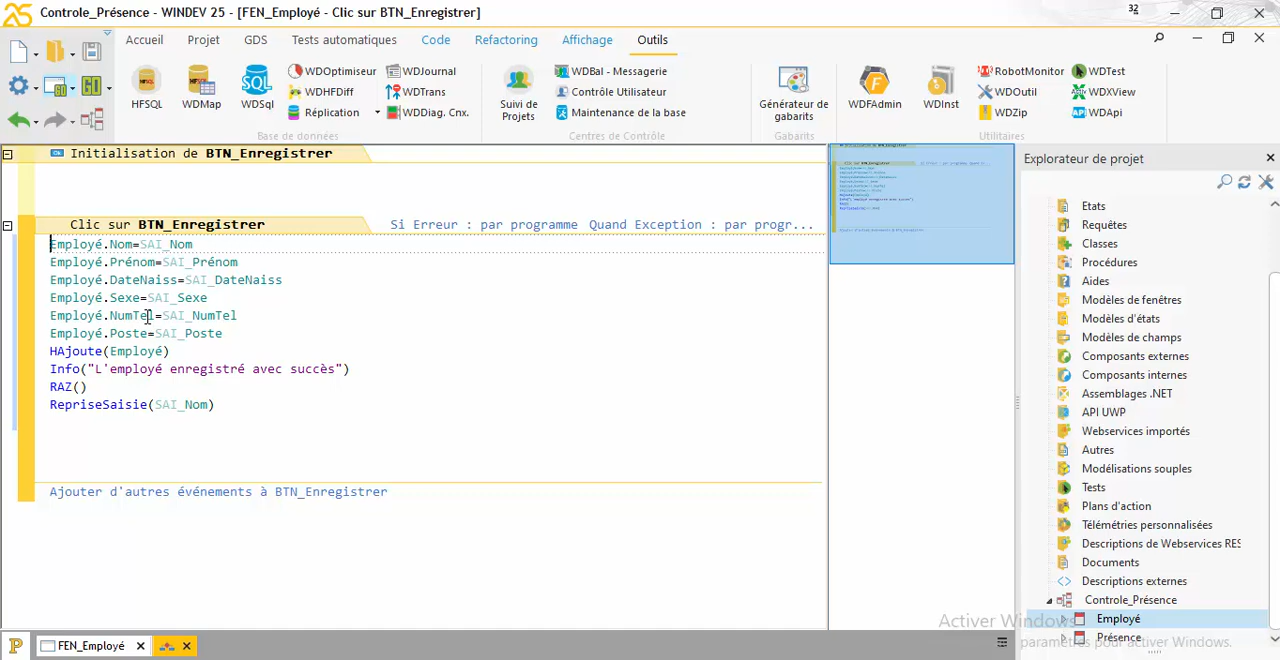 Controle_Présence - WINDEV 25 - [FEN_Employé - Clic sur BTN_Enregistrer]
32
Accueil Projet GDS Tests automatiques Code Refactoring Affichage Outils
HFSQL
WDMap
WDSql
WDOptimiseur
WDHFDiff
Réplication
WDJournal
WDTrans
WDDiag. Cnx.
Base de données
Suivi de
Projets
WDBal - Messagerie
Contrôle Utilisateur
Maintenance de la base
Centres de Contrôle
Générateur de
gabarits
Gabarits
WDFAdmin
WDInst
RobotMonitor
WDOutil
WDZip
WDTest
WDXView
WDApi
Utilitaires
Initialisation de BTN_Enregistrer
Clic sur BTN_Enregistrer Si Erreur : par programme Quand Exception : par progr...
Employé.Nom=SAI_Nom
Employé.Prénom=SAI_Prénom
Employé.DateNaiss=SAI_DateNaiss
Employé.Sexe=SAI_Sexe
Employé.NumTel=SAI_NumTel
Employé.Poste=SAI_Poste
HAjoute(Employé)
Info("L'employé enregistré avec succès")
RAZ()
RepriseSaisie(SAI_Nom)
Ajouter d'autres événements à BTN_Enregistrer
Explorateur de projet
Etats
Requêtes
Classes
Procédures
Aides
Modèles de fenêtres
Modèles d'états
Modèles de champs
Composants externes
Composants internes
Assemblages .NET
API UWP
Webservices importés
Autres
Modélisations souples
Tests
Plans d'action
Télémétries personnalisées
Descriptions de Webservices RES
Documents
Descriptions externes
Controle_Présence
Employé
Présence
Activer Windows
paramètres pour activer Windows.
FEN_Employé